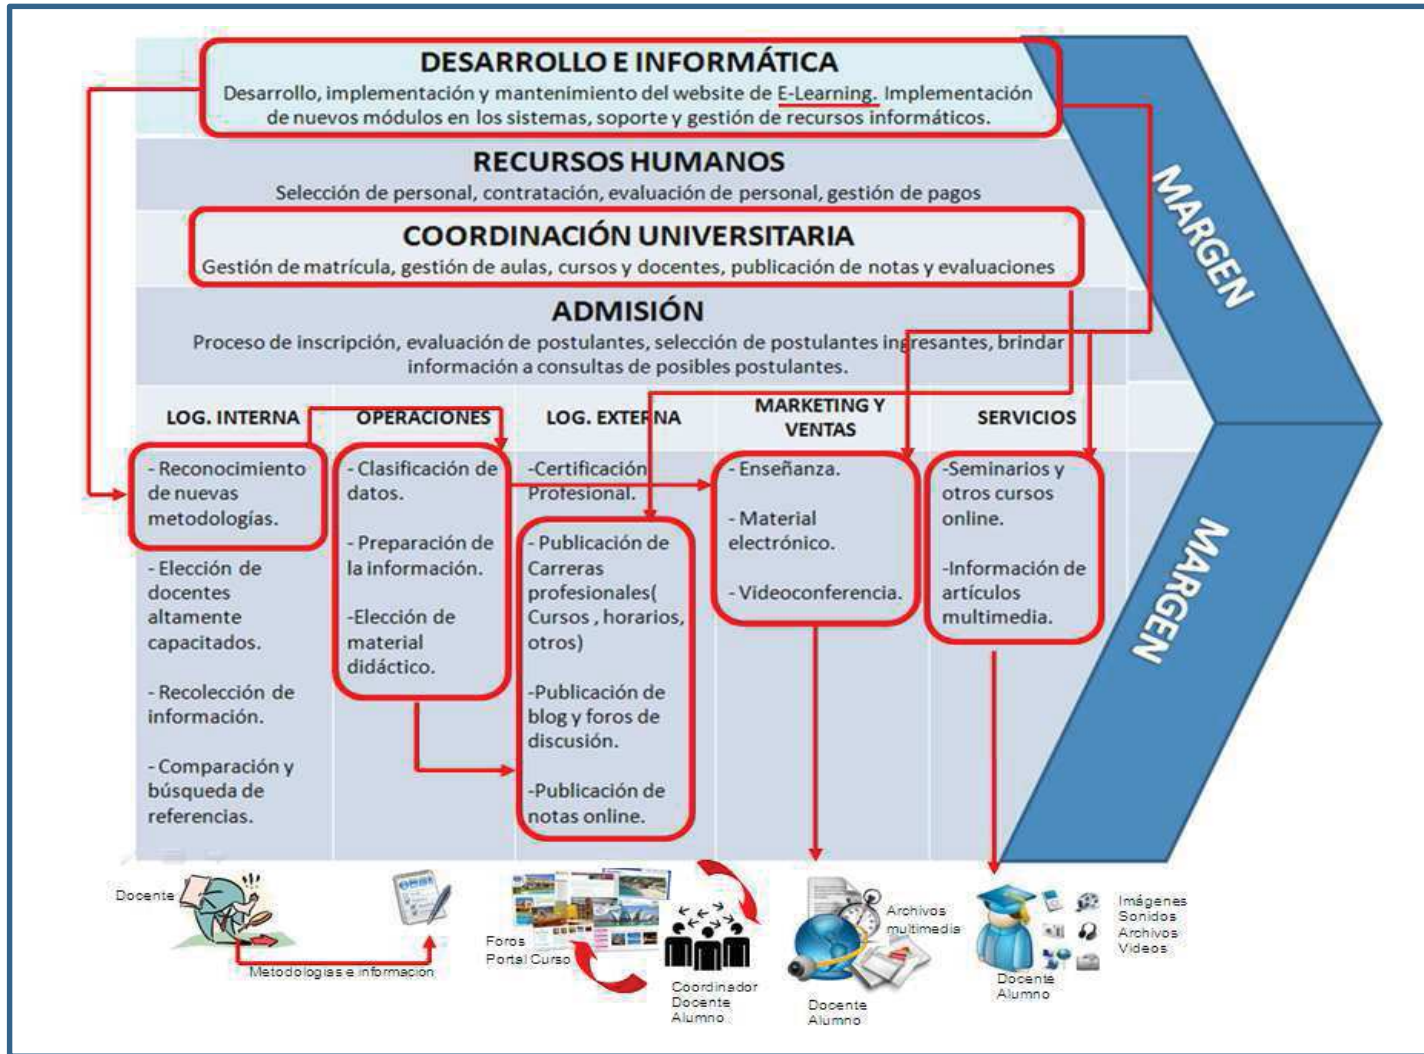 DESARROLLO E INFORMÁTICA
Desarrollo, implementación y mantenimiento del website de E-Learning. Implementación
de nuevos módulos en los sistemas, soporte y gestión de recursos informáticos.
RECURSOS HUMANOS
Selección de personal, contratación, evaluación de personal, gestión de pagos
COORDINACIÓN UNIVERSITARIA
Gestión de matrícula, gestión de aulas, cursos y docentes, publicación de notas y evaluaciones
ADMISIÓN
Proceso de inscripción, evaluación de postulantes, selección de postulantes ingresantes, brindar
información a consultas de posibles postulantes.
MARGEN
MARGEN
LOG. INTERNA
- Reconocimiento
de nuevas
metodologías.
- Elección de
docentes
altamente
capacitados.
- Recolección de
información.
- Comparación y
búsqueda de
referencias.
OPERACIONES
- Clasificación de
datos.
- Preparación de
la información.
-Elección de
material
didáctico.
LOG. EXTERNA
-Certificación
Profesional.
- Publicación de
Carreras
profesionales(
Cursos , horarios,
otros)
-Publicación de
blog y foros de
discusión.
-Publicación de
notas online.
MARKETING Y
VENTAS
- Enseñanza.
- Material
electrónico.
- Videoconferencia.
SERVICIOS
-Seminarios y
otros cursos
online.
-Información de
artículos
multimedia.
Docente
Metodologías e información
Foros
Portal Curso
Coordinador
Docente
Alumno
Archivos
multimedia
Docente
Alumno
Docente
Alumno
Imágenes
Sonidos
Archivos
Videos